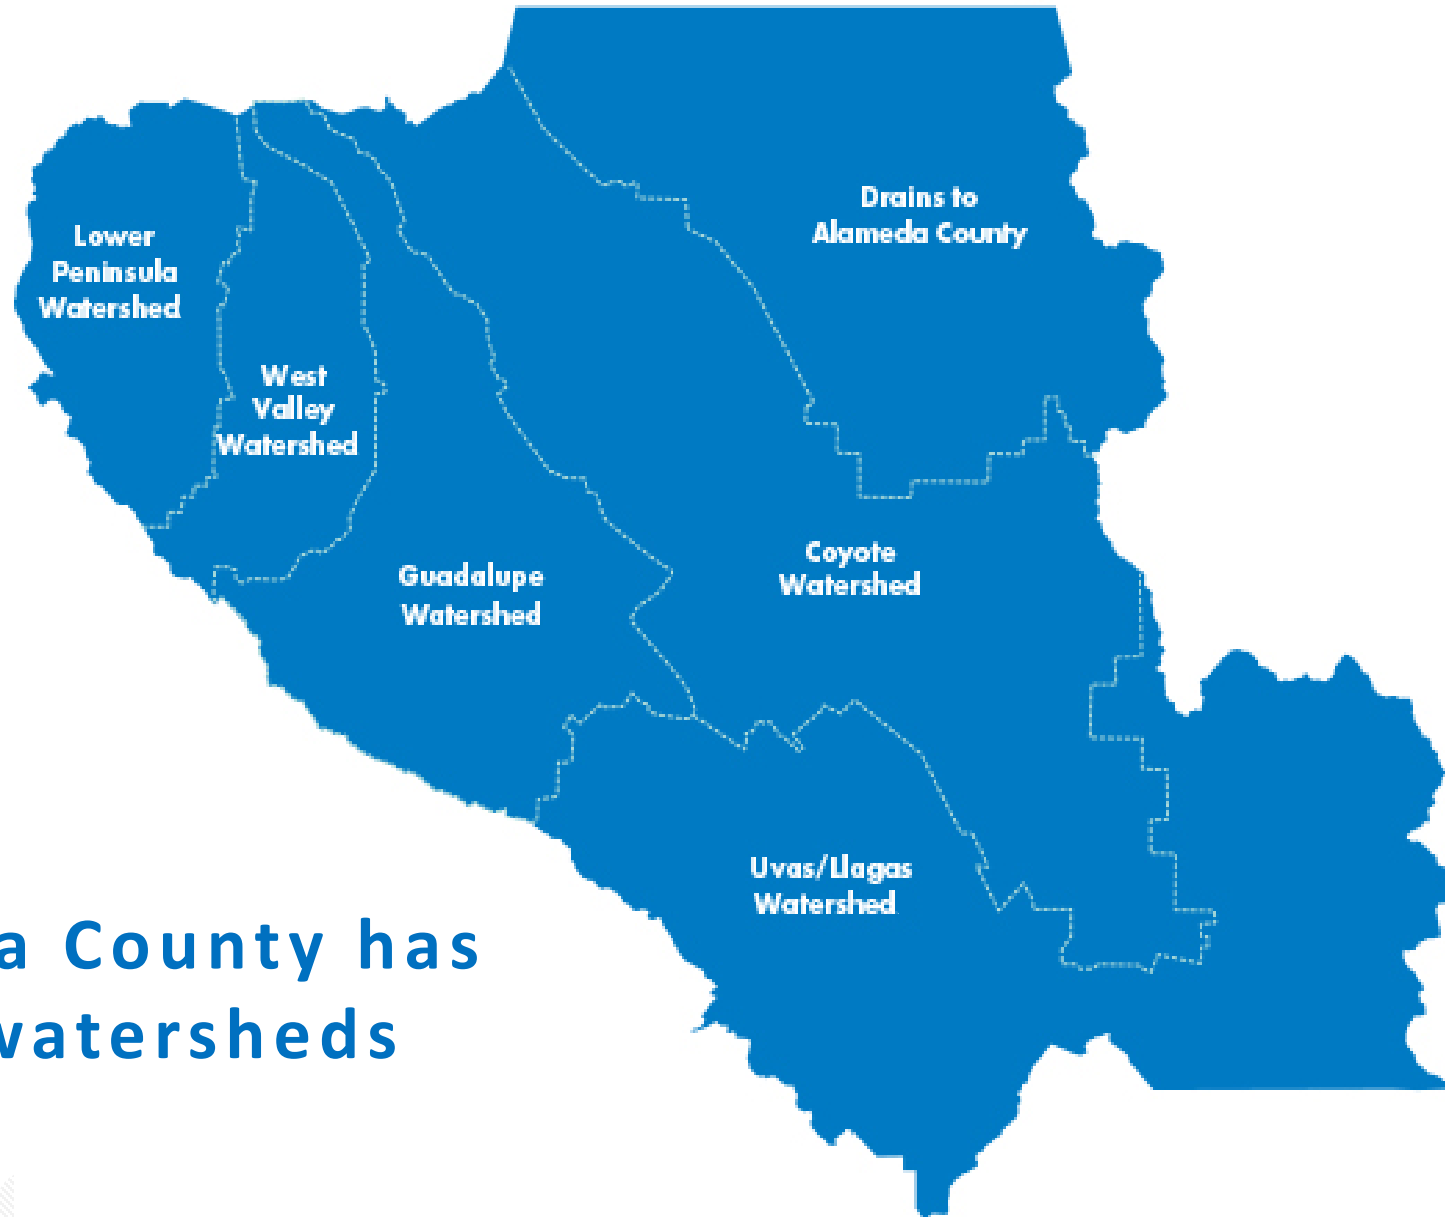 Drains to
Alameda County
Lower
Peninsula
Watershed
West
Valley
Watershed
Coyote
Watershed
Guadalupe
Watershed
Uvas/Llagas
Watershed
a County has
watersheds